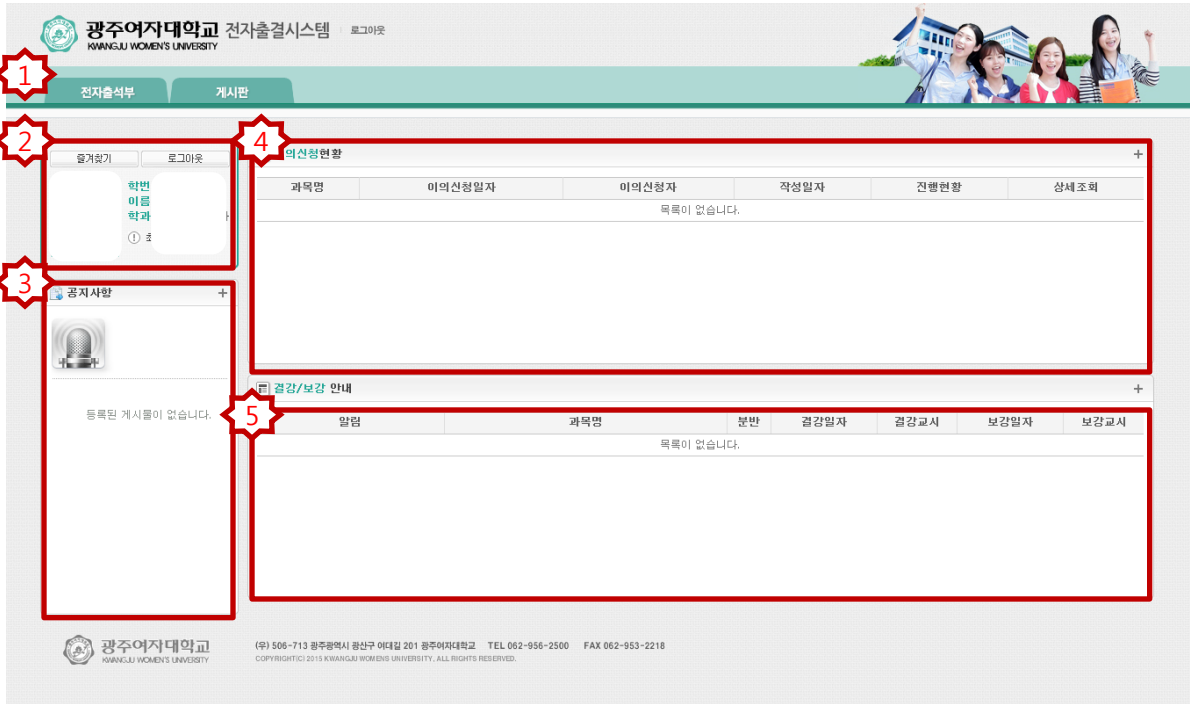 광주여자대학교 전자출결시스템 로그아웃
KWANGJU WOMEN'S UNIVERSITY
1
전자출석부 게시판
2
즐겨찾기 로그아웃
학번
이름
학과
3
공지사항 +
등록된 게시물이 없습니다.
4
의신청현황 +
과목명 이의신청일자 이의신청자 작성일자 진행현황 상세조회
목록이 없습니다.
결강/보강 안내 +
5
알림 과목명 분반 결강일자 결강교시 보강일자 보강교시
목록이 없습니다.
광주여자대학교
KWANGJU WOMEN'S UNIVERSITY
(우) 506-713 광주광역시 광산구 여대길 201 광주여자대학교 TEL 062-956-2500 FAX 062-953-2218
COPYRIGHT(C) 2015 KWANGJU WOMENS UNIVERSITY, ALL RIGHTS RESERVED.